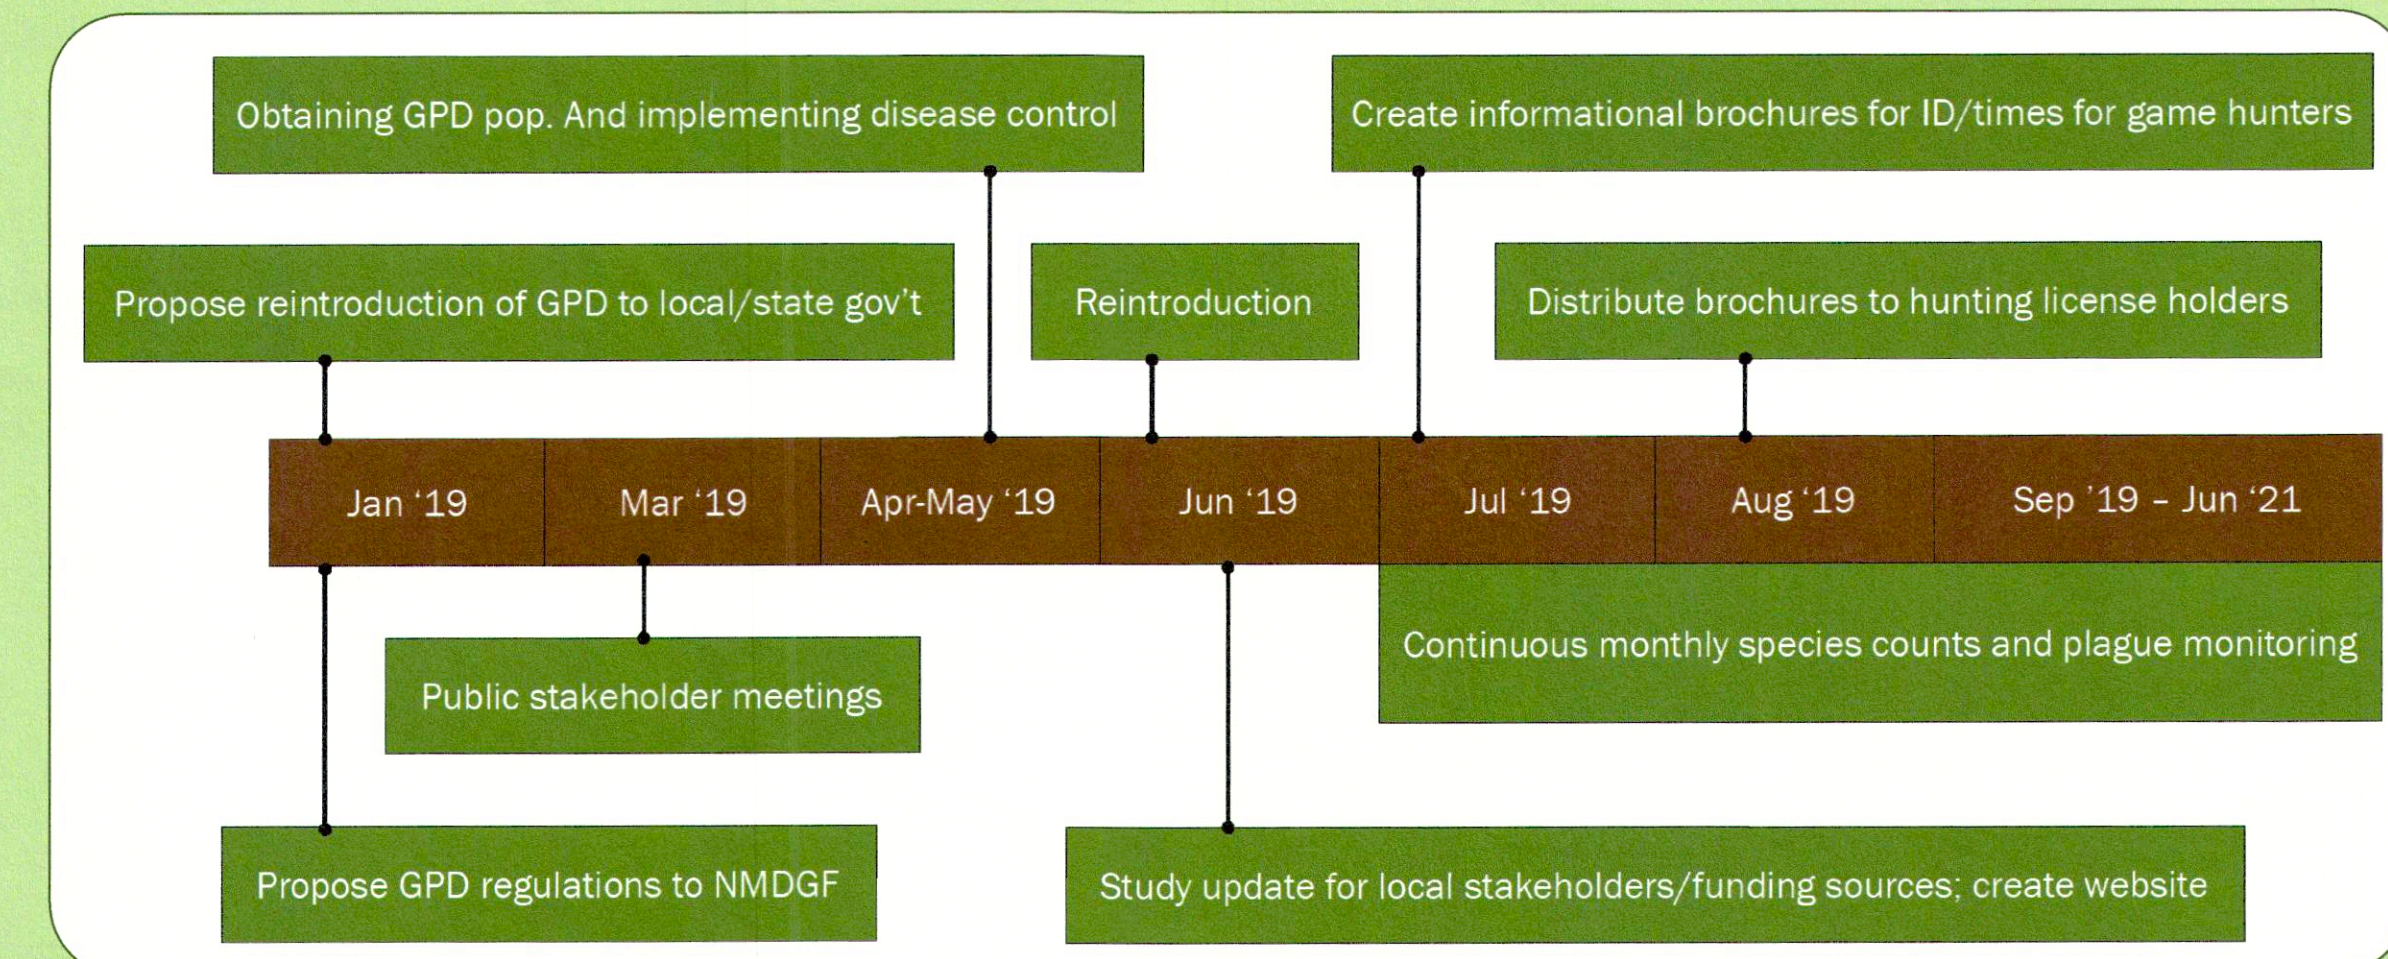 Obtaining GPD pop. And implementing disease control
Create informational brochures for ID/times for game hunters
Propose reintroduction of GPD to local/state gov't
Reintroduction
Distribute brochures to hunting license holders
Jan ‘19
Mar ‘19
Apr-May ‘19
Jun ‘19
Jul ‘19
Aug ‘19
Sep ’19 – Jun ‘21
Continuous monthly species counts and plague monitoring
Public stakeholder meetings
Propose GPD regulations to NMDGF
Study update for local stakeholders/funding sources; create website